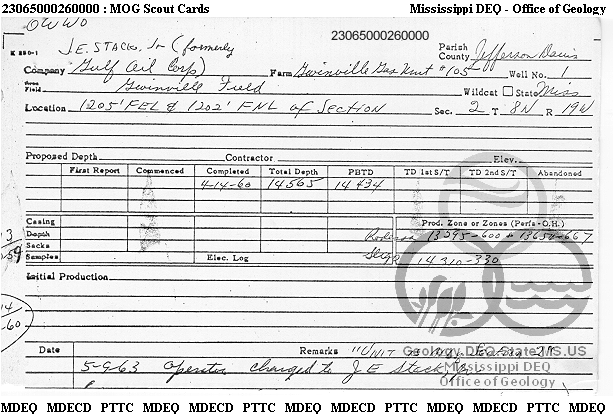 23065000260000 : MOG Scout Cards Mississippi DEQ - Office of Geology
OWWO
23065000260000
K 880-1 J.E. STACK, Jr (formerly Parish
County Jefferson Davis
Company Gulf Oil Corp) Farm Gwinville Gas Unit #105 Well No. 1
Field Gwinville Field Wildcat State Miss
Location 1205' FEL & 1202' FNL of Section Sec. 2 T 8N R 19W
Proposed Depth Contractor Elev.
First Report Commenced Completed Total Depth PBTD TD 1st S/T TD 2nd S/T Abandoned
4-14-60 14565 14434
Casing Prod. Zone or Zones (Perfs-O.H.)
Depth Rodessa 13595-600 & 13654-667
Sacks Sligo 14310-330
Samples Elec. Log
Initial Production
Date Remarks
5-9-63 Operator changed to J E Stack, Jr.
Geology.DEQ.State.MS.US
Mississippi DEQ
Office of Geology
MDEQ MDECD PTTC MDEQ MDECD PTTC MDEQ MDECD PTTC MDEQ